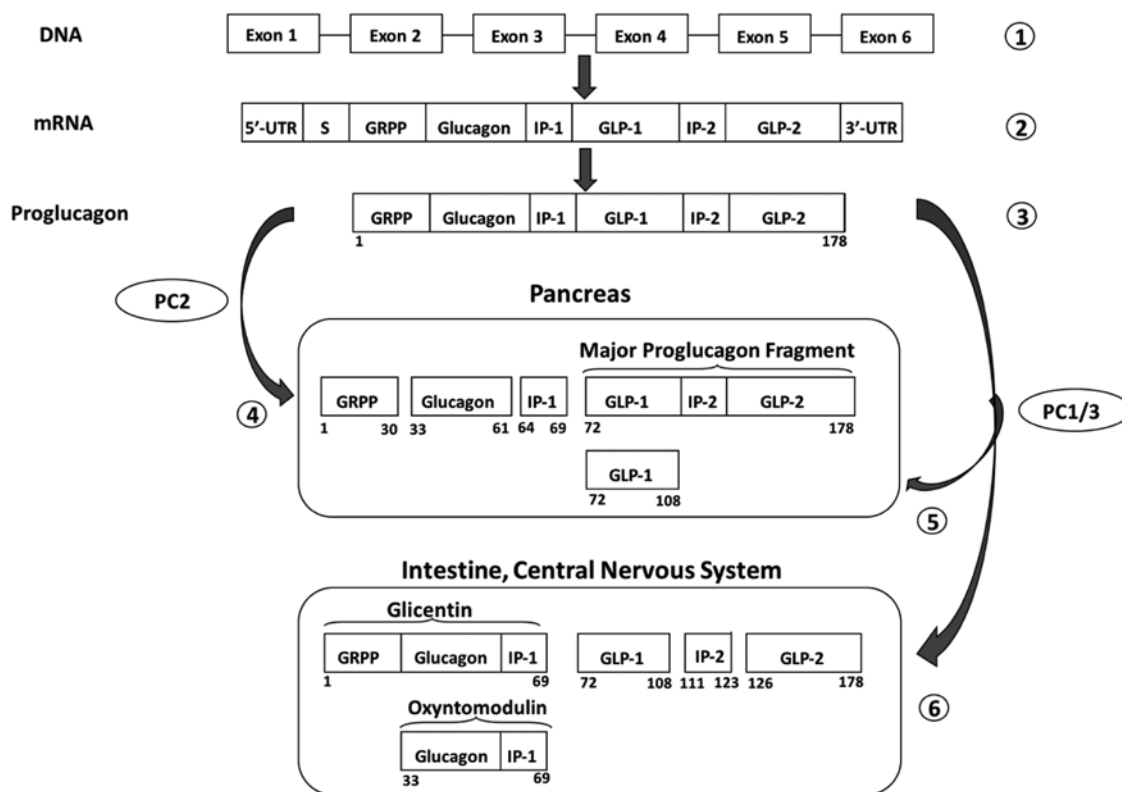 DNA Exon 1 Exon 2 Exon 3 Exon 4 Exon 5 Exon 6 ①
mRNA 5’-UTR S GRPP Glucagon IP-1 GLP-1 IP-2 GLP-2 3’-UTR ②
Proglucagon GRPP Glucagon IP-1 GLP-1 IP-2 GLP-2 ③
1 178
PC2
Pancreas
Major Proglucagon Fragment
GRPP Glucagon IP-1 GLP-1 IP-2 GLP-2
④ 1 30 33 61 64 69 72 178
PC1/3
GLP-1
72 108
⑤
Intestine, Central Nervous System
Glicentin
GRPP Glucagon IP-1 GLP-1 IP-2 GLP-2
1 69 72 108 111 123 126 178
⑥
Oxyntomodulin
Glucagon IP-1
33 69